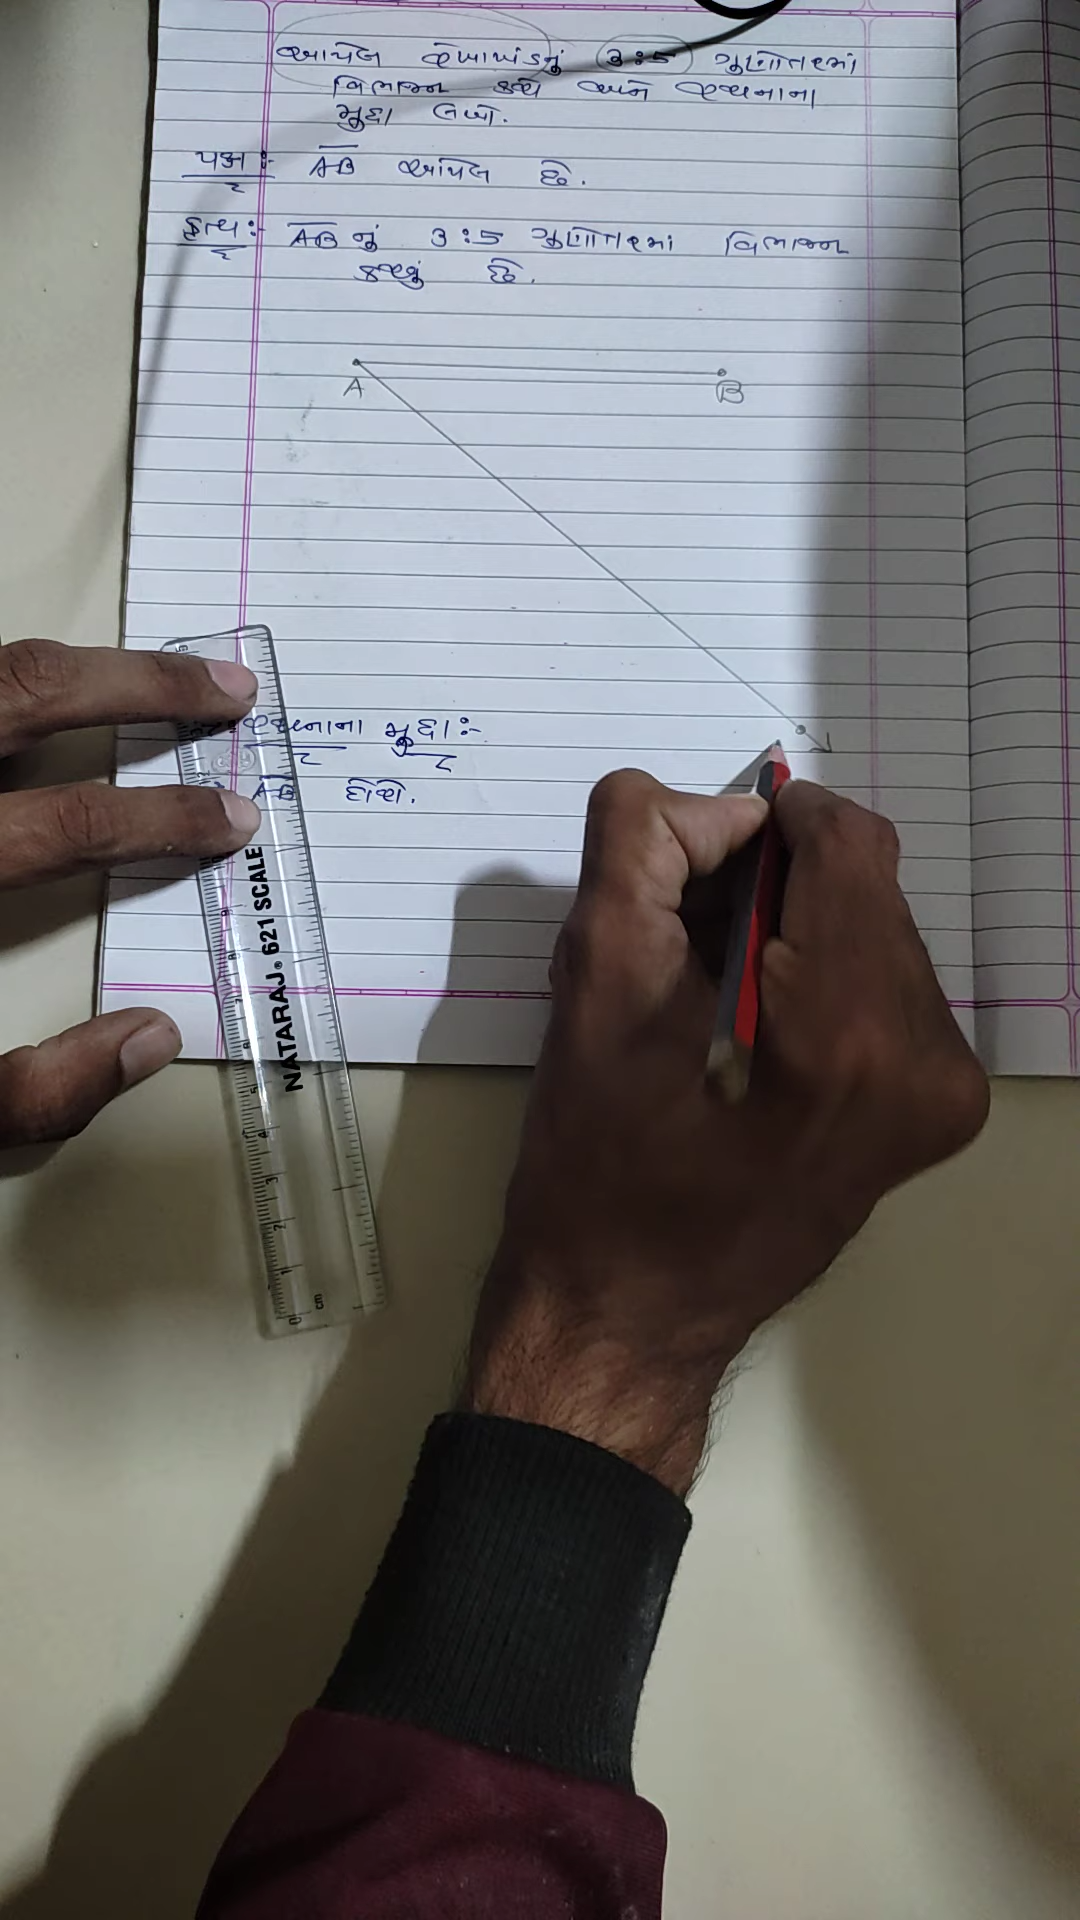 આપેલ રેખાખંડનું 3:5 ગુણોત્તરમાં
વિભાજન કરો અને રચનાના
મુદ્દા લખો.
પક્ષ :- AB આપેલ છે.
કૃત્ય :- AB નું 3:5 ગુણોત્તરમાં વિભાજન
કરવું છે.
A
B
રચનાના મુદ્દા :-
AB દોરો.
NATARAJ 621 SCALE
cm